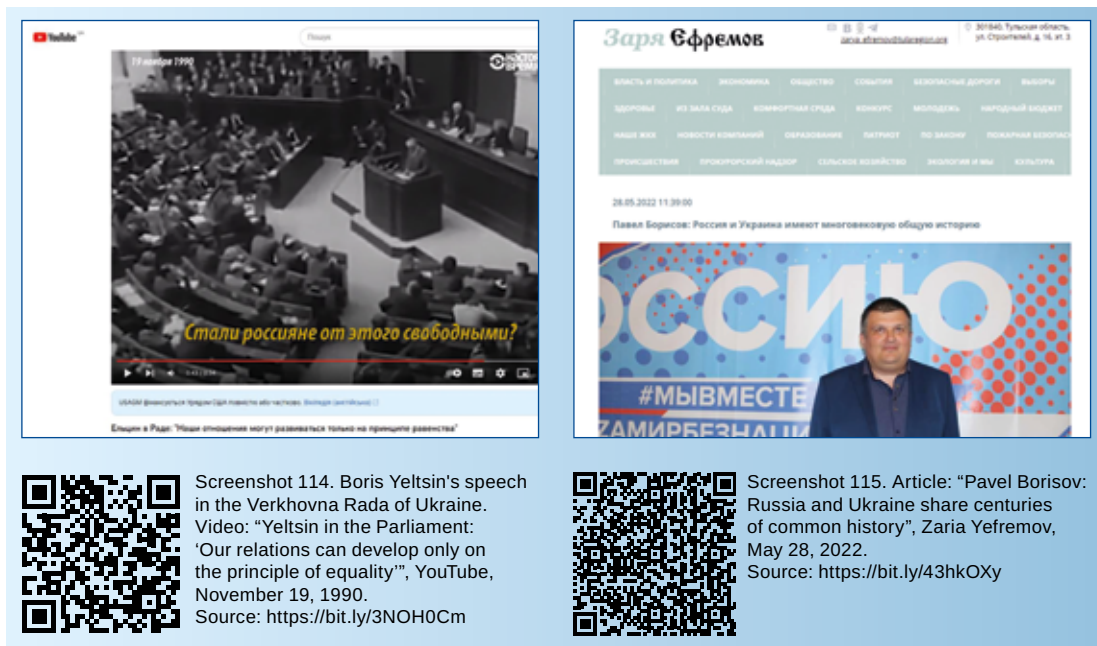 YouTube
Пошук
19 ноября 1990
Стали россияне от этого свободными?
USAGM фінансується Урядом США повністю або частково. Вікіпедія (англійська)
Ельцин в Раде: "Наши отношения могут развиваться только на принципе равенства"
Заря Ефремов
zarya.efremov@tularegion.org
301840, Тульская область,
ул. Строителей, д. 16, эт. 3
ВЛАСТЬ И ПОЛИТИКА ЭКОНОМИКА ОБЩЕСТВО СОБЫТИЯ БЕЗОПАСНЫЕ ДОРОГИ ВЫБОРЫ
ЗДОРОВЬЕ ИЗ ЗАЛА СУДА КОМФОРТНАЯ СРЕДА КОНКУРС МОЛОДЕЖЬ НАРОДНЫЙ БЮДЖЕТ
НАШЕ ЖКХ НОВОСТИ КОМПАНИЙ ОБРАЗОВАНИЕ ПАТРИОТ ПО ЗАКОНУ ПОЖАРНАЯ БЕЗОПАС
ПРОИСШЕСТВИЯ ПРОКУРОРСКИЙ НАДЗОР СЕЛЬСКОЕ ХОЗЯЙСТВО ЭКОЛОГИЯ И МЫ КУЛЬТУРА
28.05.2022 11:39:00
Павел Борисов: Россия и Украина имеют многовековую общую историю
ОССИЮ
#МЫВМЕСТЕ
ZАМИРБЕЗНАЦИ
Screenshot 114. Boris Yeltsin's speech
in the Verkhovna Rada of Ukraine.
Video: “Yeltsin in the Parliament:
‘Our relations can develop only on
the principle of equality’”, YouTube,
November 19, 1990.
Source: https://bit.ly/3NOH0Cm
Screenshot 115. Article: “Pavel Borisov:
Russia and Ukraine share centuries
of common history”, Zaria Yefremov,
May 28, 2022.
Source: https://bit.ly/43hkOXy